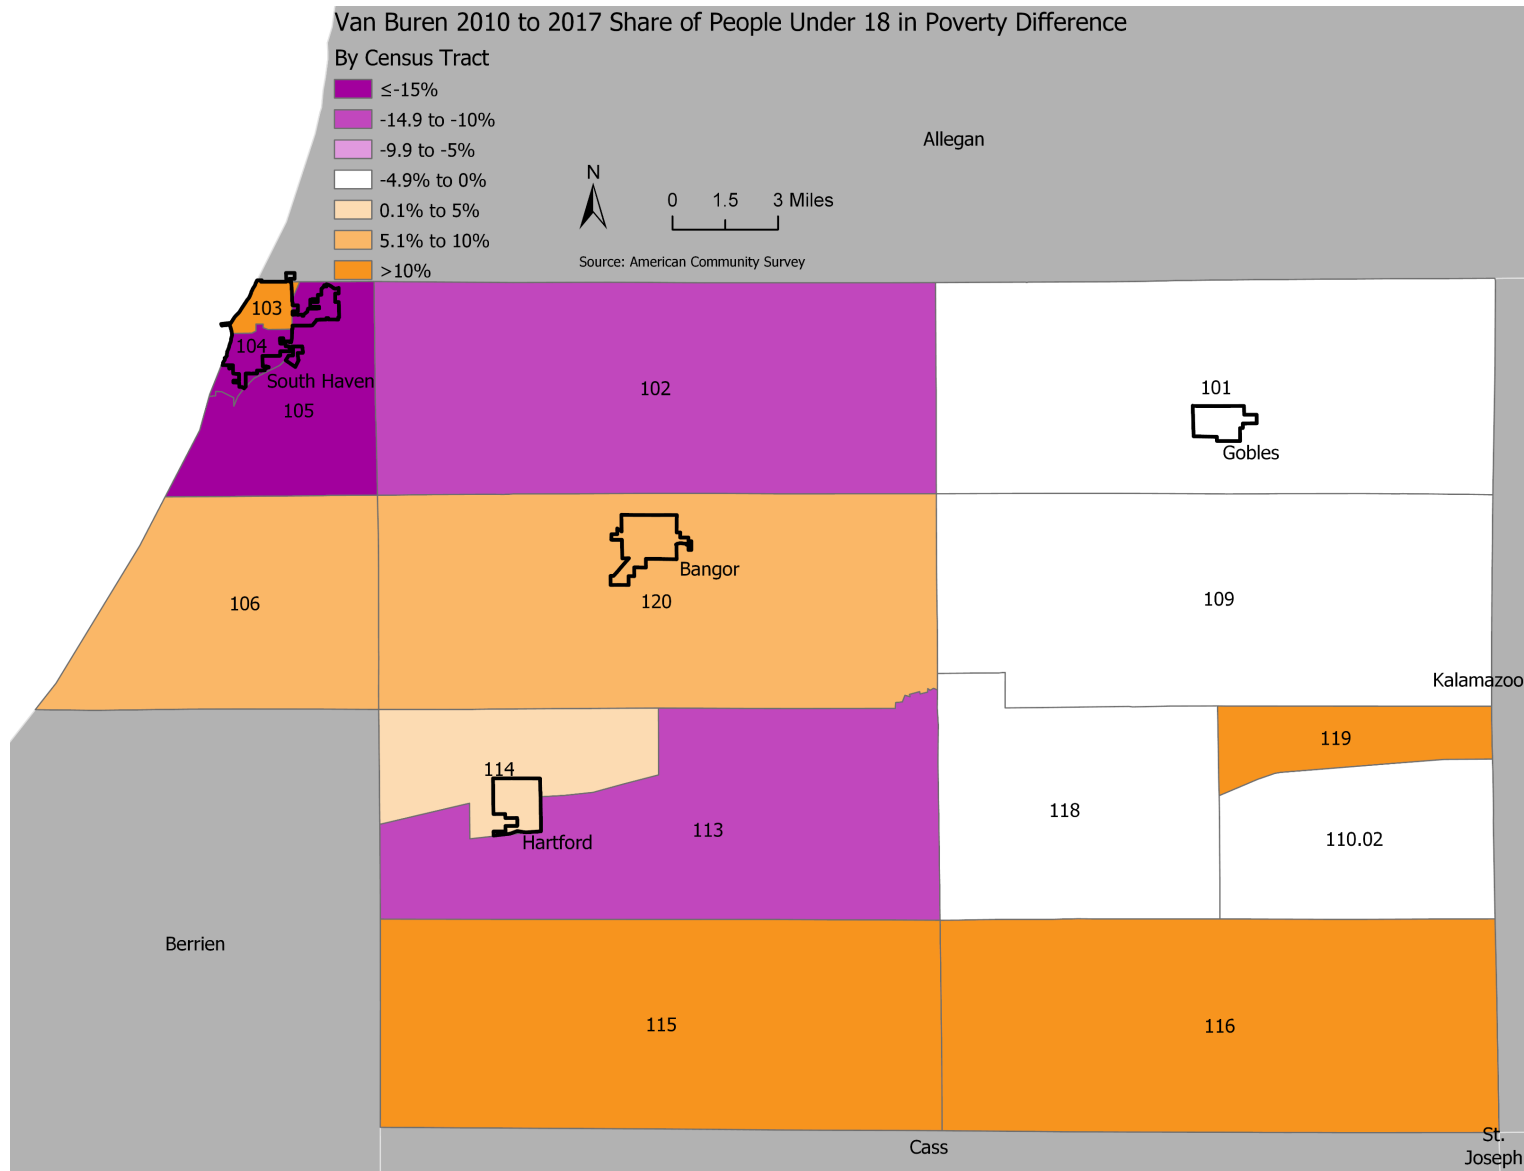 Van Buren 2010 to 2017 Share of People Under 18 in Poverty Difference
By Census Tract
≤-15%
-14.9 to -10%
-9.9 to -5%
-4.9% to 0%
0.1% to 5%
5.1% to 10%
>10%
Allegan
N
0 1.5 3 Miles
Source: American Community Survey
103
104
South Haven
105
102
101
Gobles
Bangor
106
120
109
Kalamazoo
119
114
118
113
110.02
Hartford
Berrien
115
116
Cass
St.
Joseph